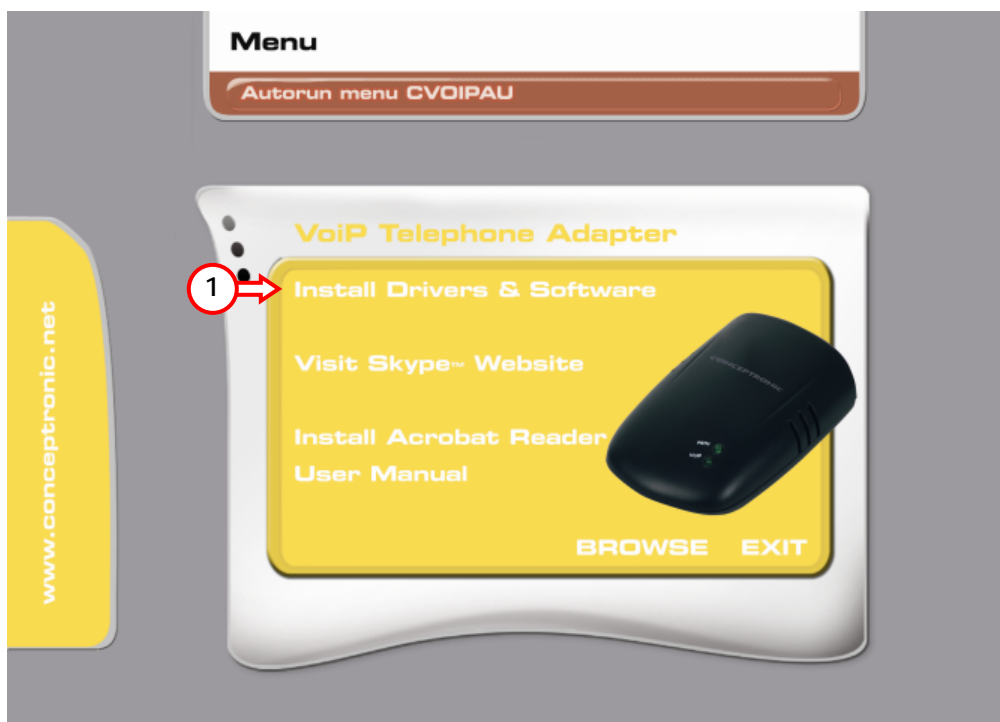 Menu
Autorun menu CVOIPAU
www.conceptronic.net
VoiP Telephone Adapter
1
Install Drivers & Software
Visit Skype™ Website
CONCEPTRONIC
Install Acrobat Reader
User Manual
BROWSE EXIT